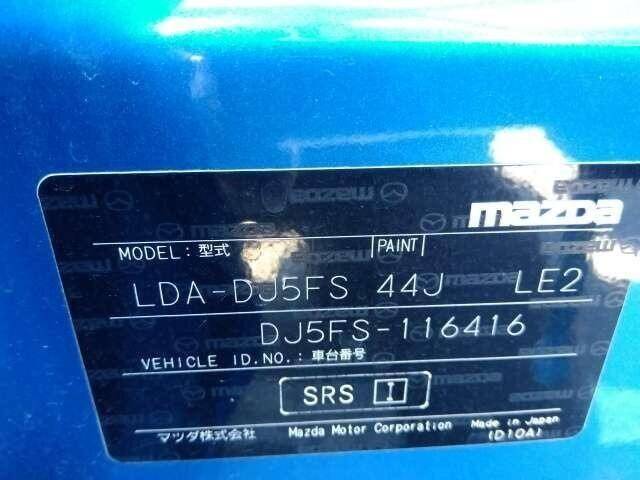 mazda
MODEL: 型式 PAINT
LDA-DJ5FS 44J LE2
DJ5FS-116416
VEHICLE ID.NO.: 車台番号
SRS I
マツダ株式会社 Mazda Motor Corporation Made in Japan
(D10A)